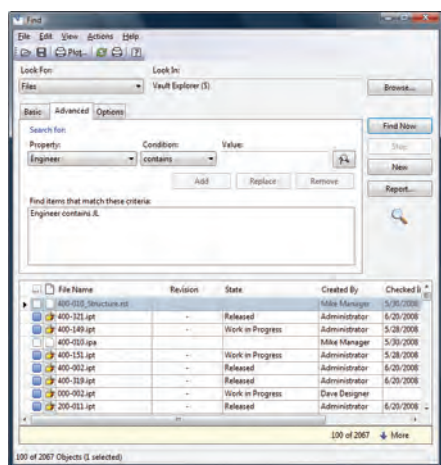 Find
File Edit View Actions Help
Plot...
Look For: Look In:
Files Vault Explorer (S) Browse...
Basic Advanced Options
Find Now
Search for:
Stop
Property: Condition: Value:
Engineer contains
New
Add Replace Remove
Report...
Find items that match these criteria:
Engineer contains JL
File Name Revision State Created By Checked I
400-010_Structure.ist Mike Manager 5/30/2008
400-321.ipt - Released Administrator 6/20/2008
400-149.ipt - Work in Progress Administrator 5/28/2008
400-010.ipa Mike Manager 5/30/2008
400-151.ipt - Work in Progress Administrator 5/28/2008
400-002.ipt - Released Administrator 6/20/2008
400-319.ipt - Released Administrator 6/20/2008
000-002.ipt - Work in Progress Dave Designer
200-011.ipt - Released Administrator 6/20/2008
100 of 2067 More
100 of 2067 Objects (1 selected)